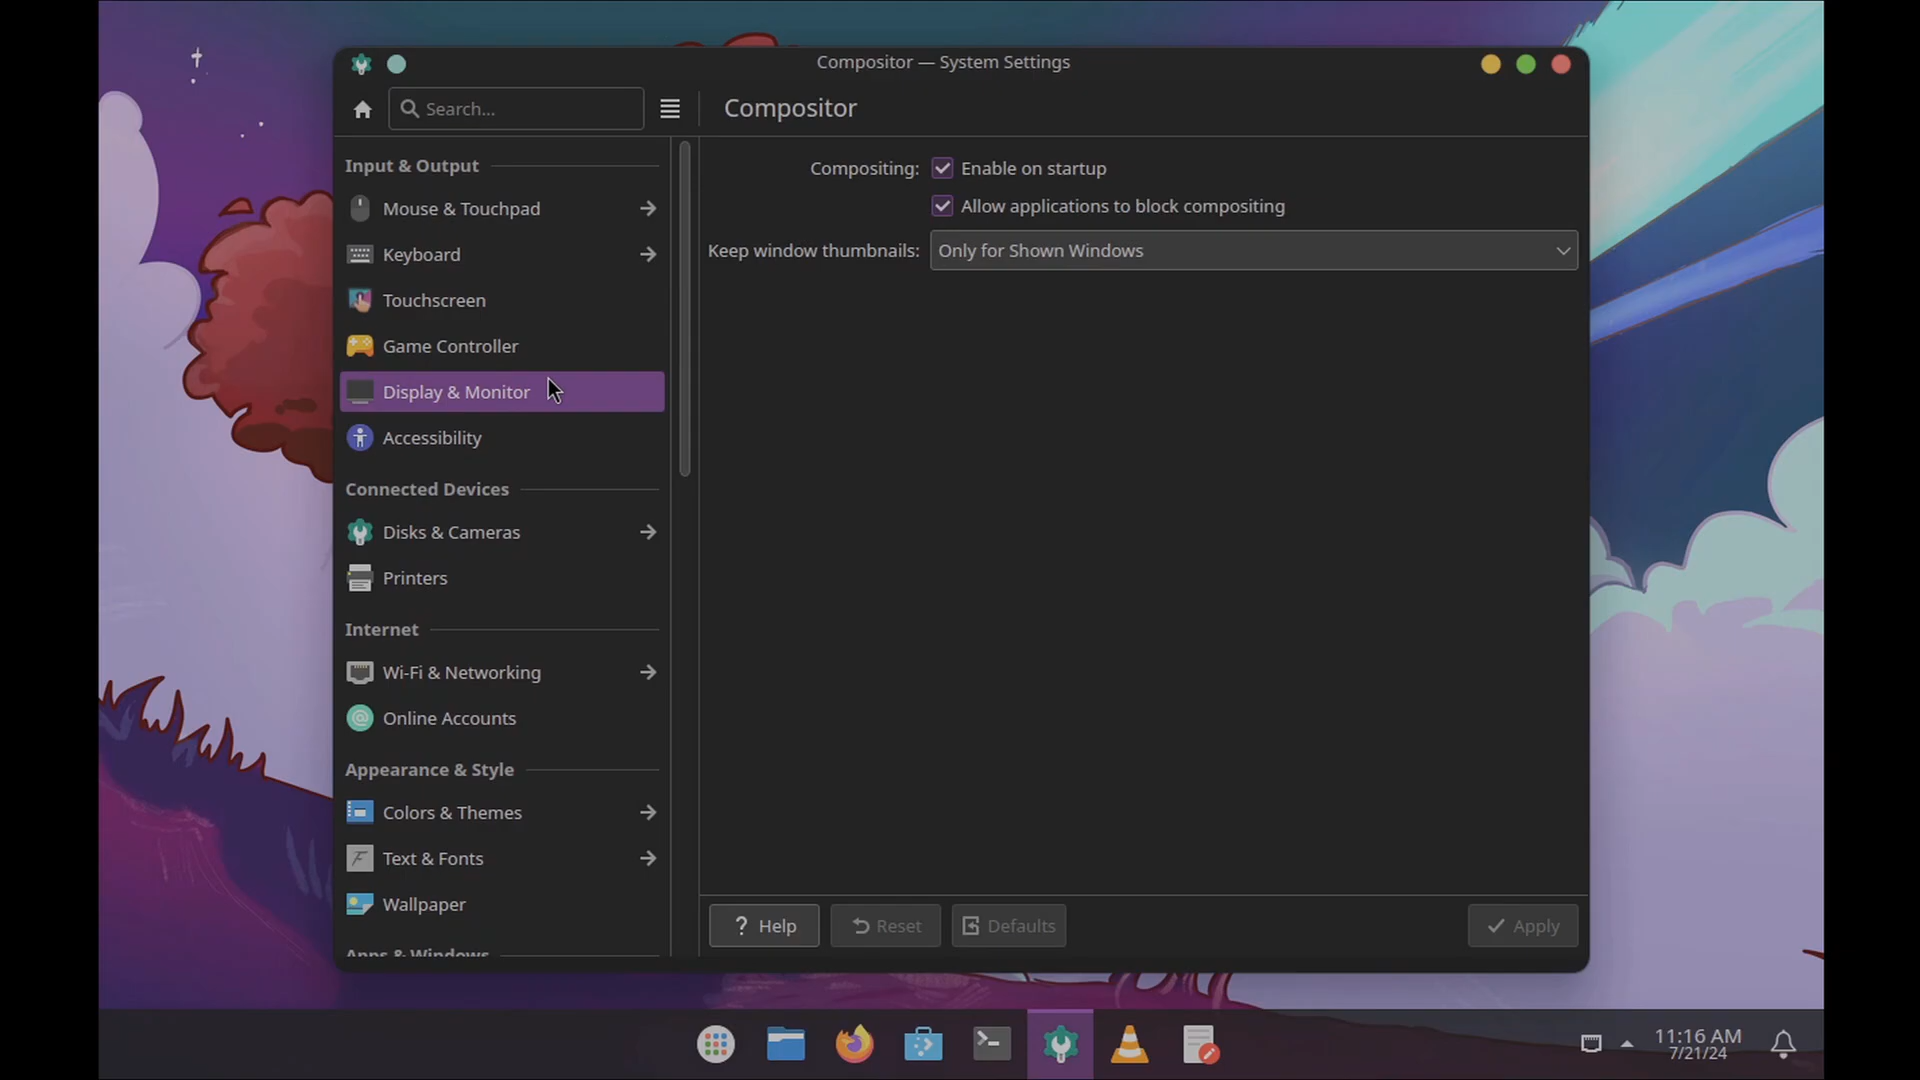 Compositor — System Settings
Search...
Compositor
Input & Output
Mouse & Touchpad
Keyboard
Touchscreen
Game Controller
Display & Monitor
Accessibility
Connected Devices
Disks & Cameras
Printers
Internet
Wi-Fi & Networking
Online Accounts
Appearance & Style
Colors & Themes
Text & Fonts
Wallpaper
Apps & Windows
Compositing: Enable on startup
Allow applications to block compositing
Keep window thumbnails: Only for Shown Windows
? Help
Reset
Defaults
Apply
11:16 AM
7/21/24